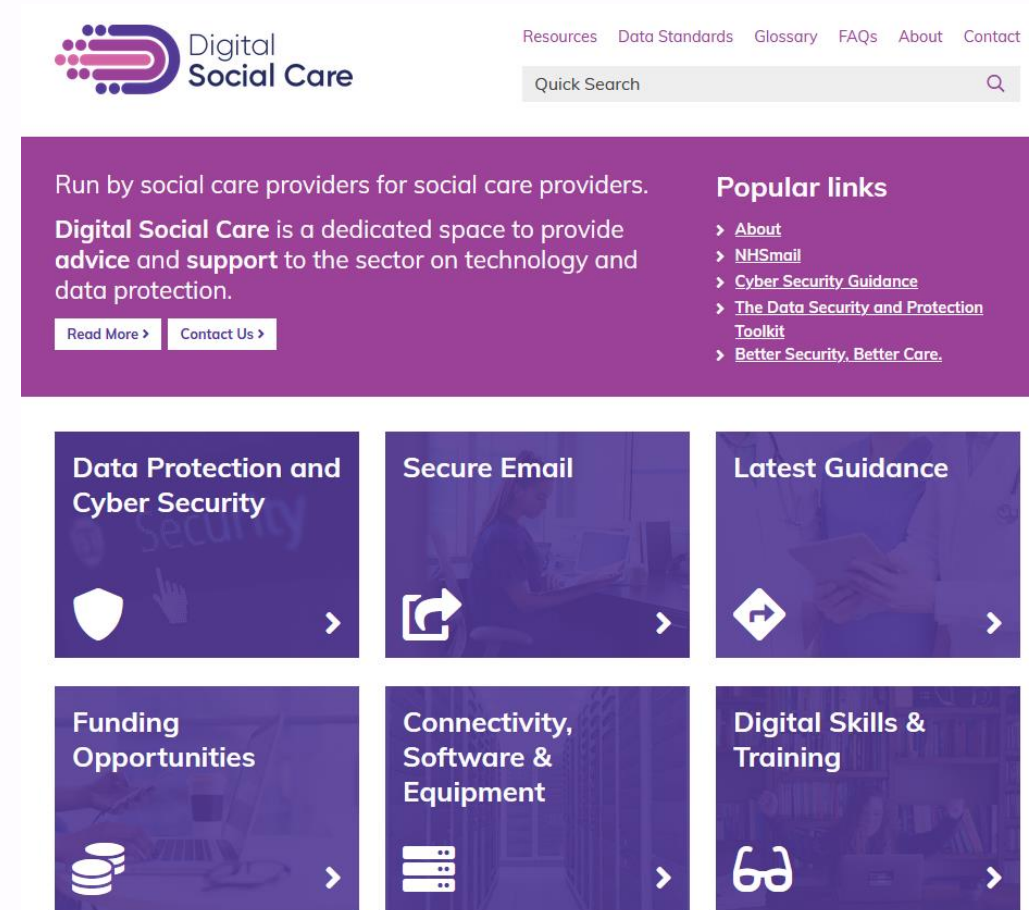 Digital
Social Care
Resources Data Standards Glossary FAQs About Contact
Quick Search
Run by social care providers for social care providers.
Digital Social Care is a dedicated space to provide
advice and support to the sector on technology and
data protection.
Read More
Contact Us
Popular links
About
NHSmail
Cyber Security Guidance
The Data Security and Protection
Toolkit
Better Security, Better Care.
Data Protection and
Cyber Security
Security
Secure Email
Latest Guidance
Funding
Opportunities
Connectivity,
Software &
Equipment
Digital Skills &
Training